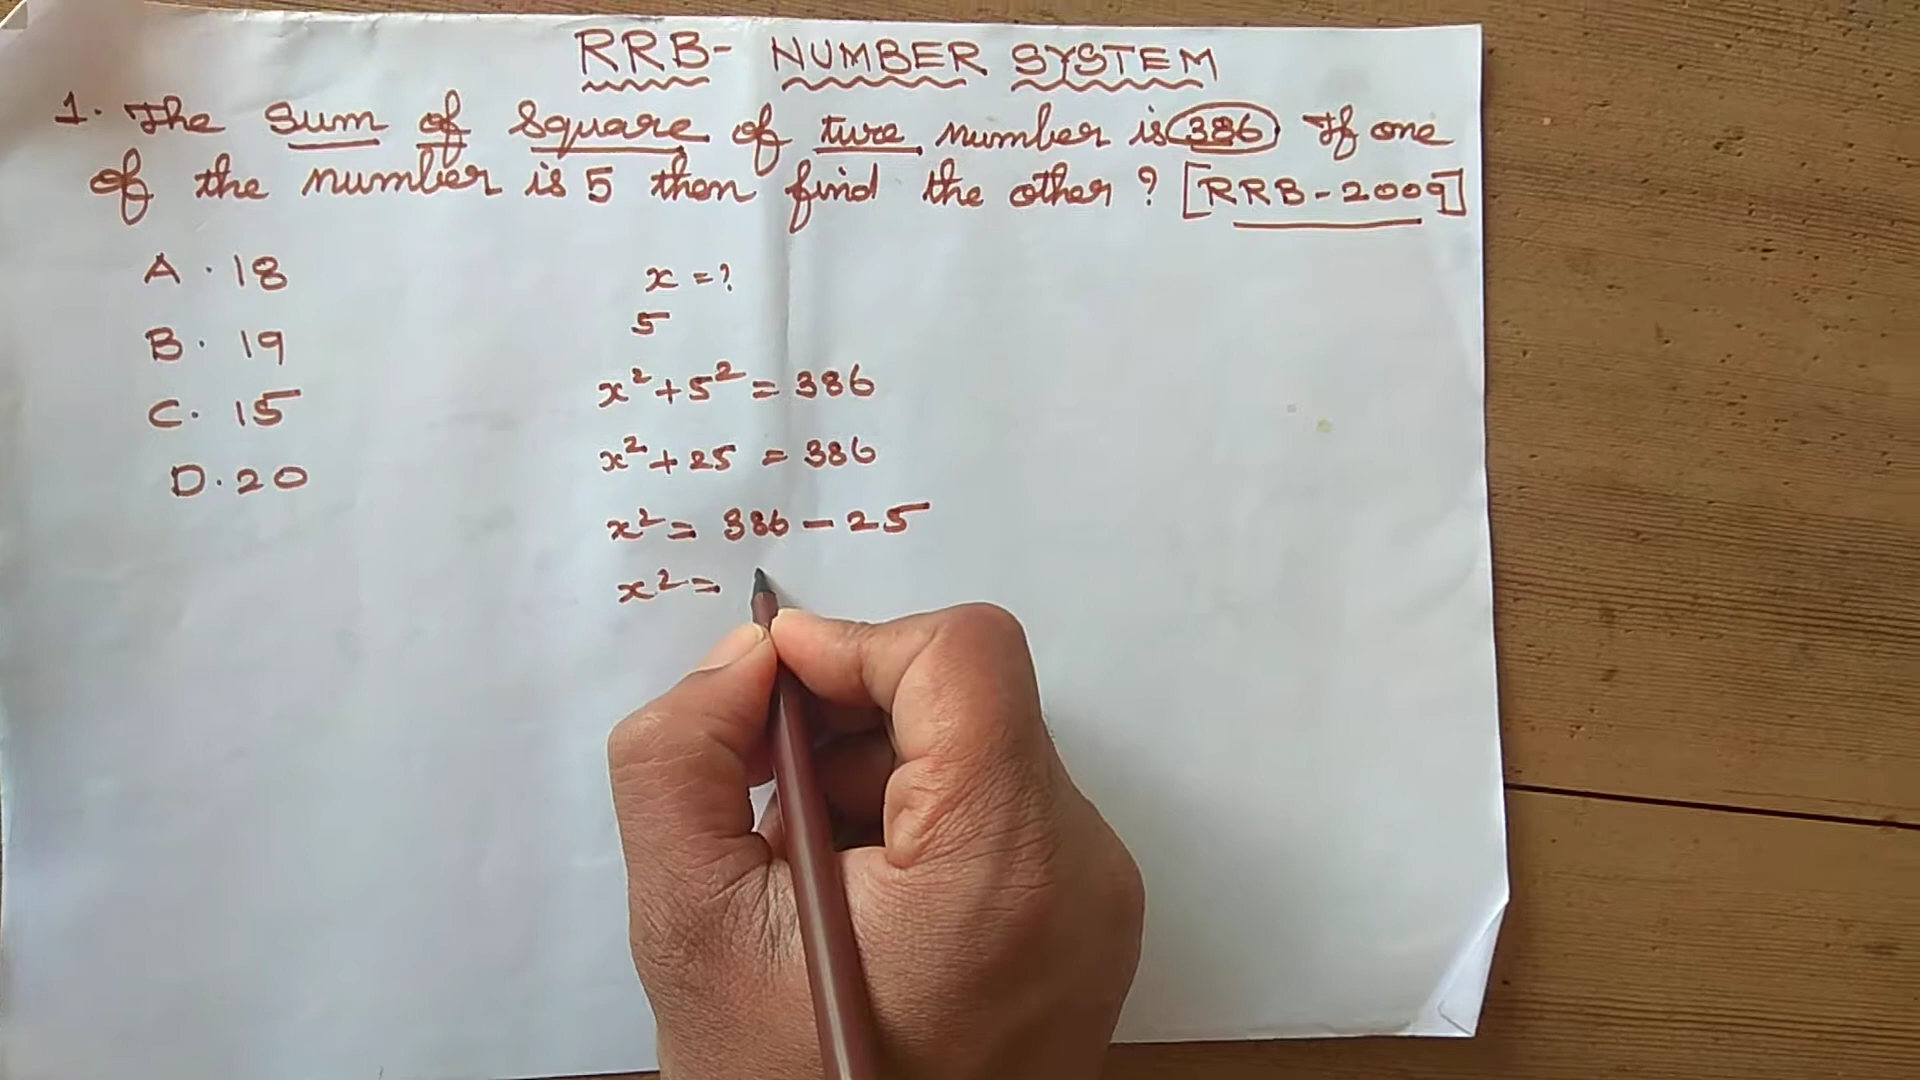 RRB- NUMBER SYSTEM
1. The sum of square of two number is 386 If one
of the number is 5 then find the other ? [RRB-2009]
A. 18
B. 19
C. 15
D. 20
x = ?
5
x² + 5² = 386
x² + 25 = 386
x² = 386 - 25
x² =